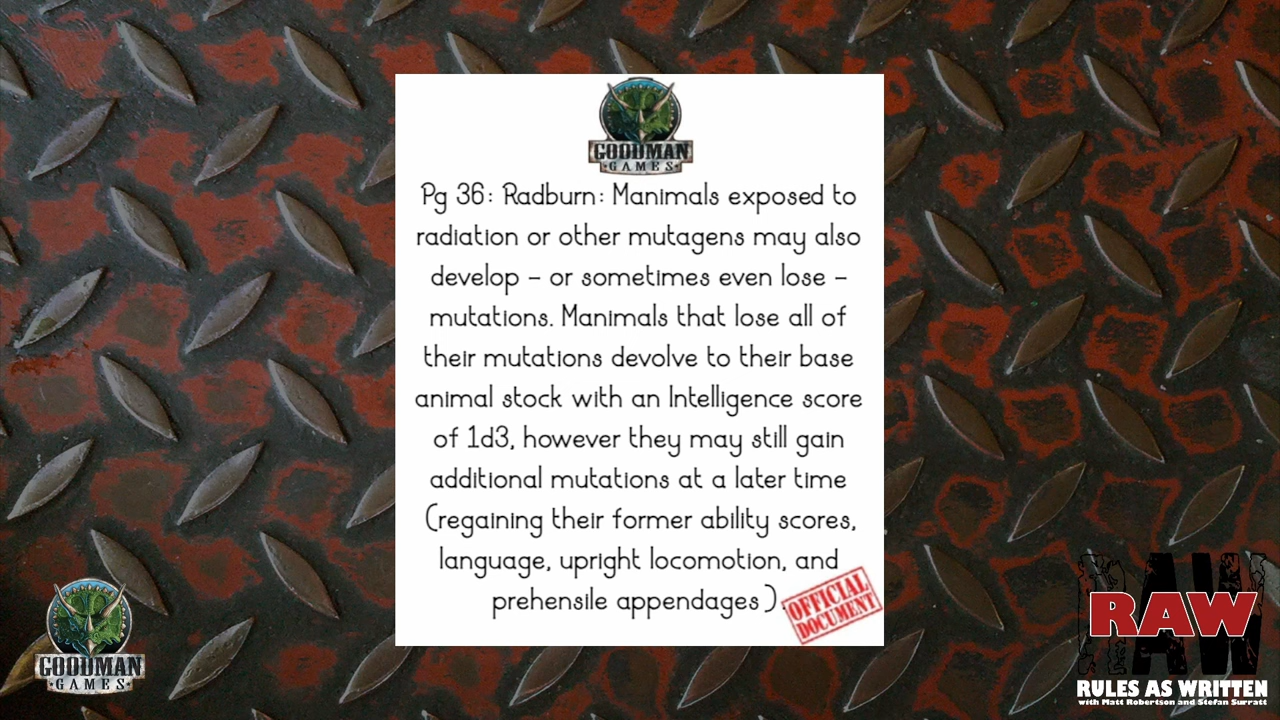 GOODMAN
GAMES
Pg 36: Radburn: Manimals exposed to
radiation or other mutagens may also
develop – or sometimes even lose –
mutations. Manimals that lose all of
their mutations devolve to their base
animal stock with an Intelligence score
of 1d3, however they may still gain
additional mutations at a later time
(regaining their former ability scores,
language, upright locomotion, and
prehensile appendages).
OFFICIAL
DOCUMENT
GOODMAN
GAMES
RAW
RAW
RULES AS WRITTEN
with Matt Robertson and Stefan Surratt